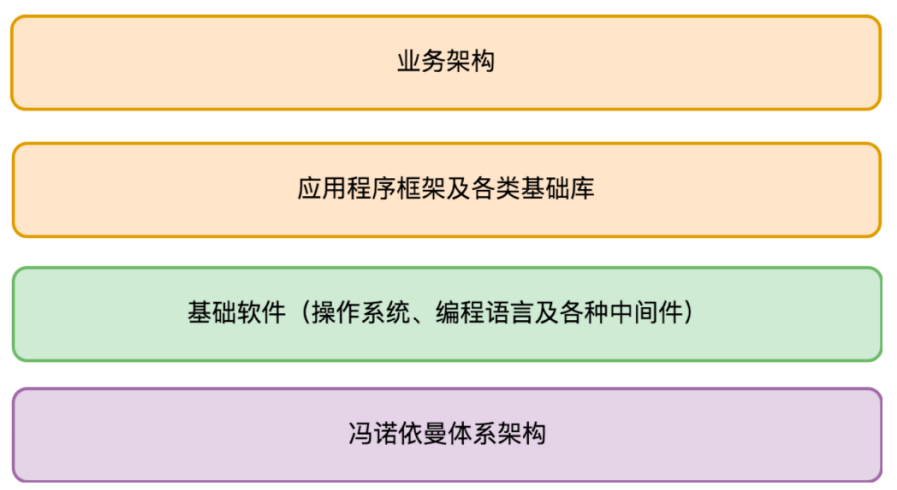 业务架构
应用程序框架及各类基础库
基础软件（操作系统、编程语言及各种中间件）
冯诺依曼体系架构